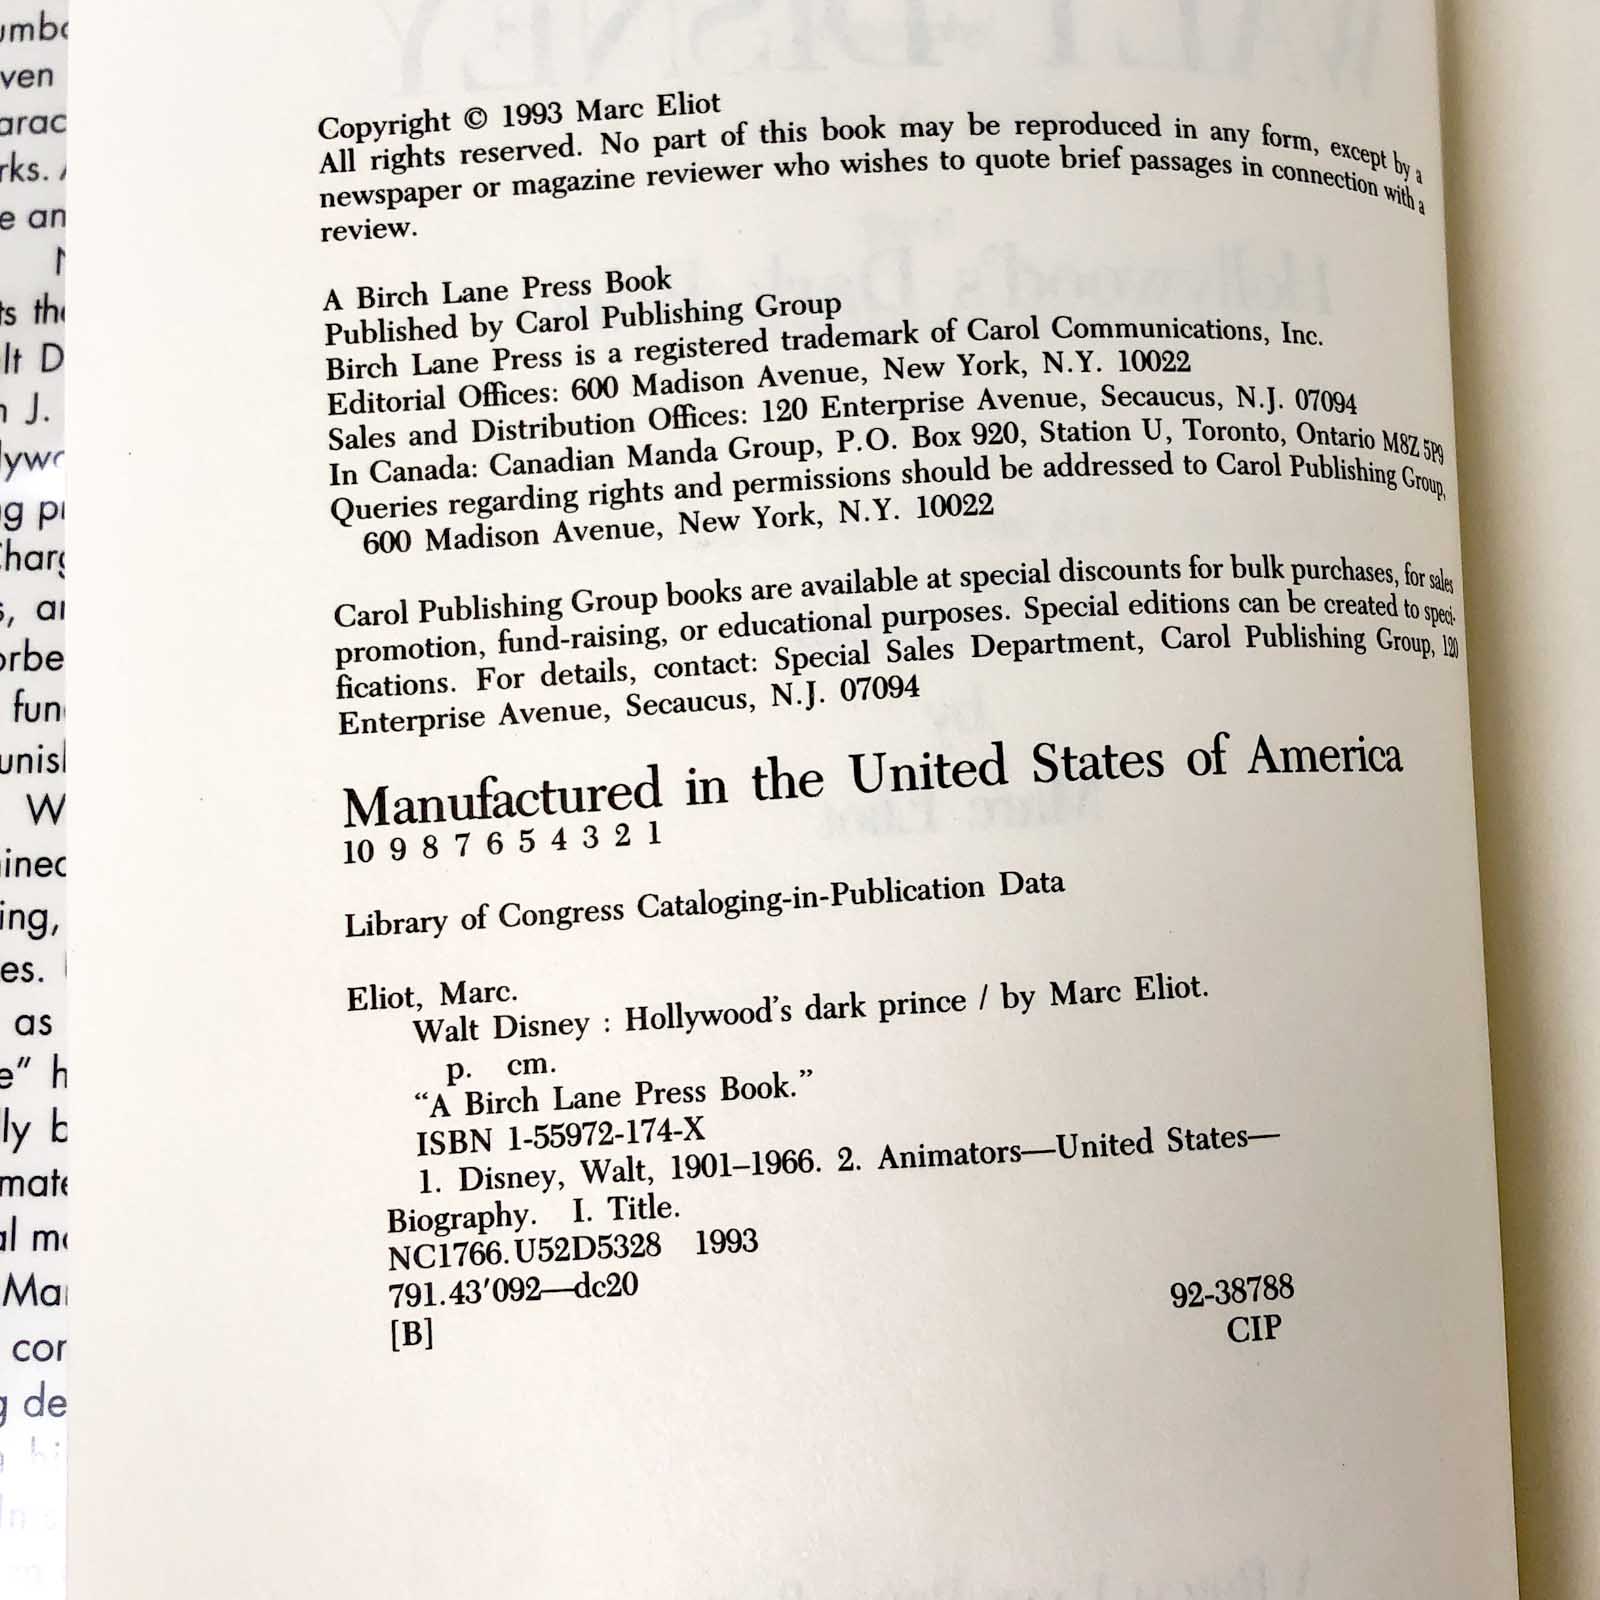 Copyright © 1993 Marc Eliot
All rights reserved. No part of this book may be reproduced in any form, except by a
newspaper or magazine reviewer who wishes to quote brief passages in connection with a
review.
A Birch Lane Press Book
Published by Carol Publishing Group
Birch Lane Press is a registered trademark of Carol Communications, Inc.
Editorial Offices: 600 Madison Avenue, New York, N.Y. 10022
Sales and Distribution Offices: 120 Enterprise Avenue, Secaucus, N.J. 07094
In Canada: Canadian Manda Group, P.O. Box 920, Station U, Toronto, Ontario M8Z 5P9
Queries regarding rights and permissions should be addressed to Carol Publishing Group,
600 Madison Avenue, New York, N.Y. 10022
Carol Publishing Group books are available at special discounts for bulk purchases, for sales
promotion, fund-raising, or educational purposes. Special editions can be created to speci-
fications. For details, contact: Special Sales Department, Carol Publishing Group, 120
Enterprise Avenue, Secaucus, N.J. 07094
Manufactured in the United States of America
10 9 8 7 6 5 4 3 2 1
Library of Congress Cataloging-in-Publication Data
Eliot, Marc.
Walt Disney : Hollywood's dark prince / by Marc Eliot.
p. cm.
“A Birch Lane Press Book.”
ISBN 1-55972-174-X
1. Disney, Walt, 1901–1966. 2. Animators—United States—
Biography. I. Title.
NC1766.U52D5328 1993
791.43′092—dc20
92-38788
[B]
CIP